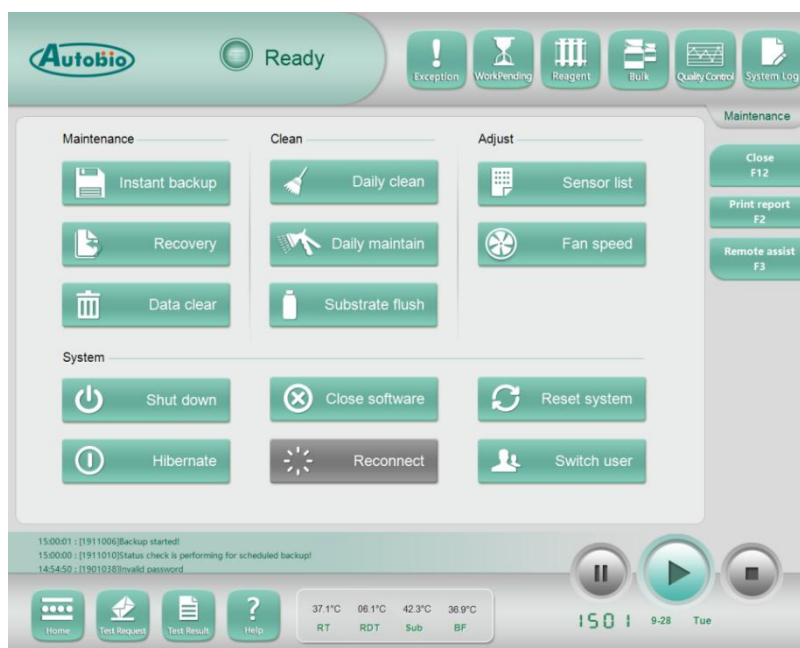 Autobio
Ready
Exception
WorkPending
Reagent
Bulk
Quality Control
System Log
Maintenance
Close
F12
Print report
F2
Remote assist
F3
Maintenance
Instant backup
Recovery
Data clear
Clean
Daily clean
Daily maintain
Substrate flush
Adjust
Sensor list
Fan speed
System
Shut down
Close software
Reset system
Hibernate
Reconnect
Switch user
15:00:01 : [1911006]Backup started!
15:00:00 : [1911010]Status check is performing for scheduled backup!
14:54:50 : [1901038]Invalid password
Home
Test Request
Test Result
Help
37.1°C 06.1°C 42.3°C 36.9°C
RT RDT Sub BF
1501 9-28 Tue